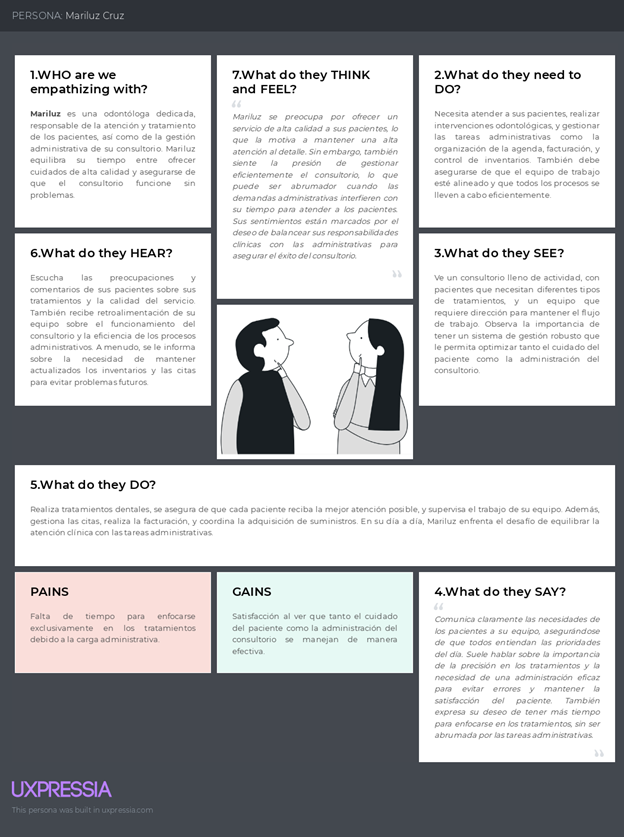 PERSONA: Mariluz Cruz
1.WHO are we
empathizing with?
Mariluz es una odontóloga dedicada,
responsable de la atención y tratamiento
de los pacientes, así como de la gestión
administrativa de su consultorio. Mariluz
equilibra su tiempo entre ofrecer
cuidados de alta calidad y asegurarse de
que el consultorio funcione sin
problemas.
7.What do they THINK
and FEEL?
“
Mariluz se preocupa por ofrecer un
servicio de alta calidad a sus pacientes, lo
que la motiva a mantener una alta
atención al detalle. Sin embargo, también
siente la presión de gestionar
eficientemente el consultorio, lo que
puede ser abrumador cuando las
demandas administrativas interfieren con
su tiempo para atender a los pacientes.
Sus sentimientos están marcados por el
deseo de balancear sus responsabilidades
clínicas con las administrativas para
asegurar el éxito del consultorio.
”
2.What do they need to
DO?
Necesita atender a sus pacientes, realizar
intervenciones odontológicas, y gestionar
las tareas administrativas como la
organización de la agenda, facturación, y
control de inventarios. También debe
asegurarse de que el equipo de trabajo
esté alineado y que todos los procesos se
lleven a cabo eficientemente.
6.What do they HEAR?
Escucha las preocupaciones y
comentarios de sus pacientes sobre sus
tratamientos y la calidad del servicio.
También recibe retroalimentación de su
equipo sobre el funcionamiento del
consultorio y la eficiencia de los procesos
administrativos. A menudo, se le informa
sobre la necesidad de mantener
actualizados los inventarios y las citas
para evitar problemas futuros.
3.What do they SEE?
Ve un consultorio lleno de actividad, con
pacientes que necesitan diferentes tipos
de tratamientos, y un equipo que
requiere dirección para mantener el flujo
de trabajo. Observa la importancia de
tener un sistema de gestión robusto que
le permita optimizar tanto el cuidado del
paciente como la administración del
consultorio.
5.What do they DO?
Realiza tratamientos dentales, se asegura de que cada paciente reciba la mejor atención posible, y supervisa el trabajo de su equipo. Además,
gestiona las citas, realiza la facturación, y coordina la adquisición de suministros. En su día a día, Mariluz enfrenta el desafío de equilibrar la
atención clínica con las tareas administrativas.
PAINS
Falta de tiempo para enfocarse
exclusivamente en los tratamientos
debido a la carga administrativa.
GAINS
Satisfacción al ver que tanto el cuidado
del paciente como la administración del
consultorio se manejan de manera
efectiva.
4.What do they SAY?
“
Comunica claramente las necesidades de
los pacientes a su equipo, asegurándose
de que todos entiendan las prioridades
del día. Suele hablar sobre la importancia
de la precisión en los tratamientos y la
necesidad de una administración eficaz
para evitar errores y mantener la
satisfacción del paciente. También
expresa su deseo de tener más tiempo
para enfocarse en los tratamientos, sin ser
abrumada por las tareas administrativas.
”
UXPRESSIA
This persona was built in uxpressia.com